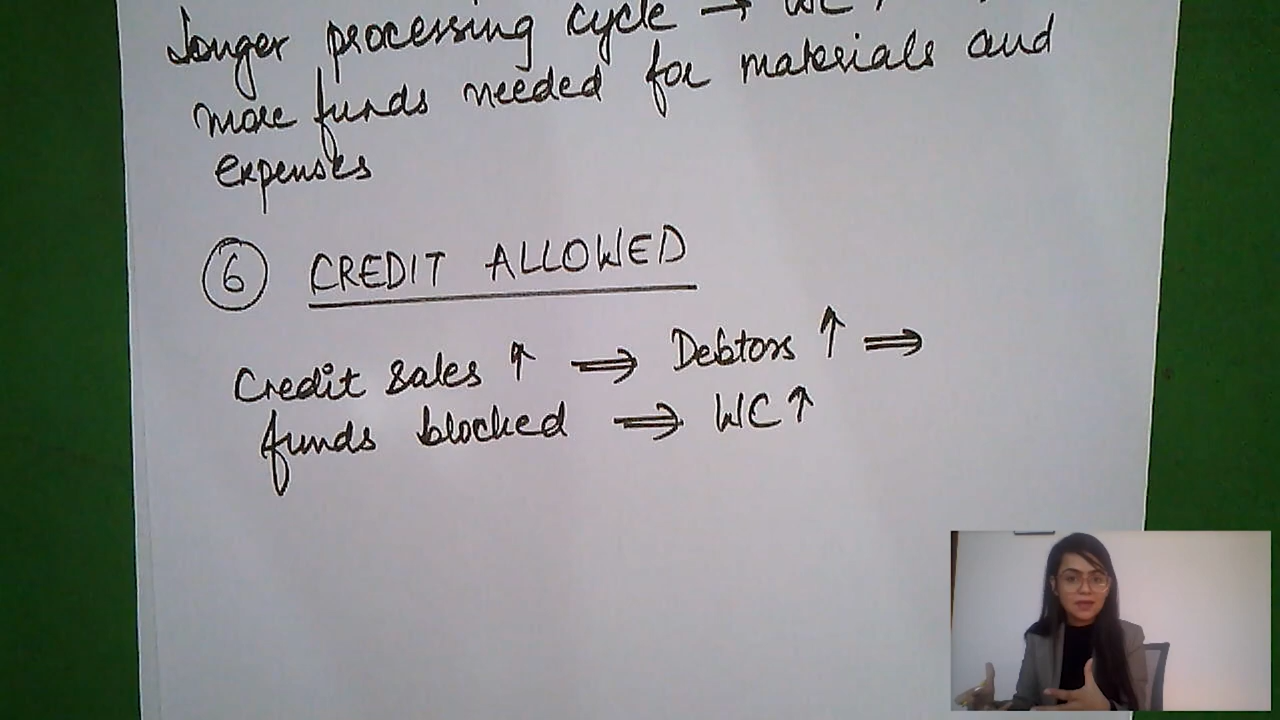 Longer processing cycle → WC ↑
more funds needed for materials and
expenses
6 CREDIT ALLOWED
Credit Sales ↑ ⇒ Debtors ↑ ⇒
funds blocked ⇒ WC ↑